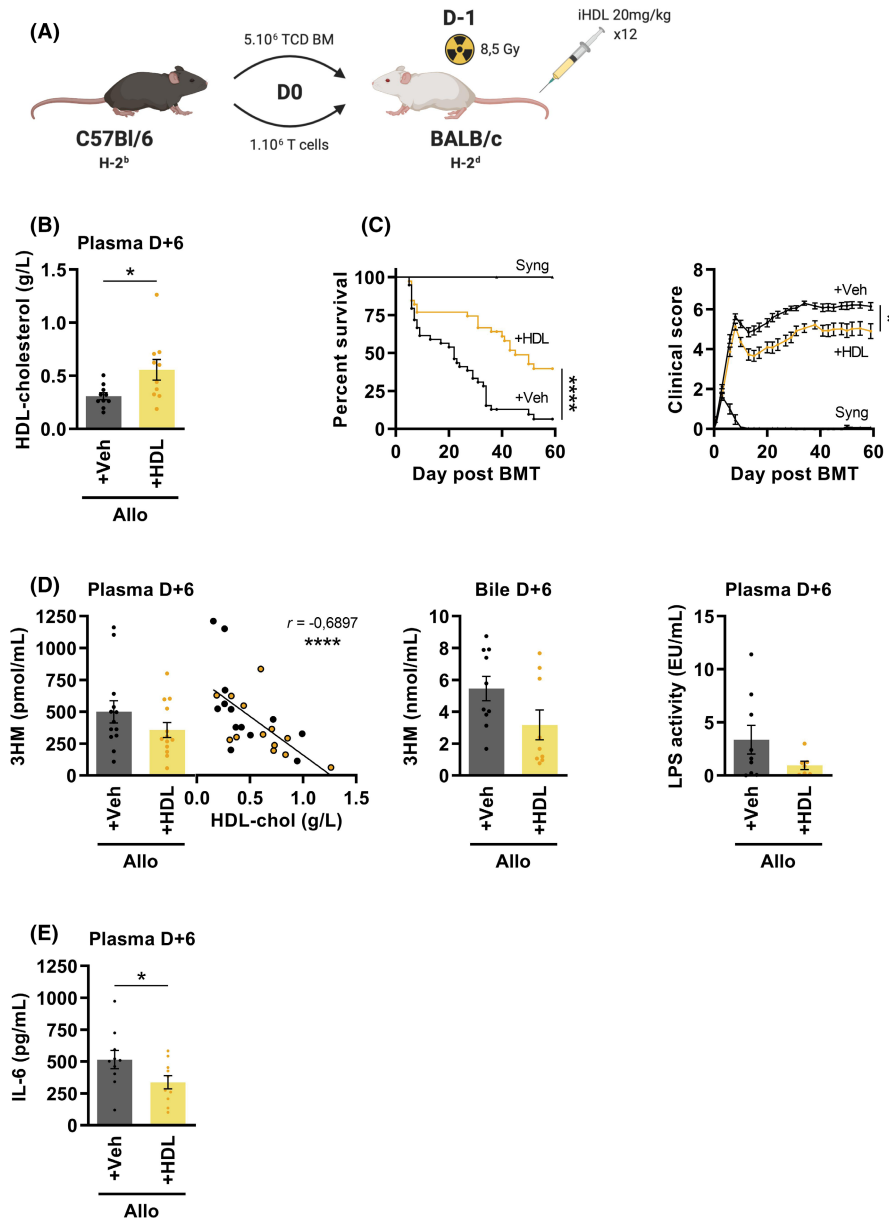 (A)
5.10⁶ TCD BM
D0
1.10⁶ T cells
C57Bl/6
H-2ᵇ
D-1
8,5 Gy
iHDL 20mg/kg
x12
BALB/c
H-2ᵈ
(B)
Plasma D+6
HDL-cholesterol (g/L)
1.5
1.0
0.5
0.0
*
+Veh
+HDL
Allo
(C)
Percent survival
100
75
50
25
0
Syng
+HDL
+Veh
****
0 20 40 60
Day post BMT
Clinical score
8
6
4
2
0
+Veh
+HDL
Syng
0 20 40 60
Day post BMT
(D)
Plasma D+6
3HM (pmol/mL)
1250
1000
750
500
250
0
+Veh
+HDL
Allo
r = -0,6897
****
0.0 0.5 1.0 1.5
HDL-chol (g/L)
Bile D+6
3HM (nmol/mL)
10
8
6
4
2
0
+Veh
+HDL
Allo
Plasma D+6
LPS activity (EU/mL)
15
10
5
0
+Veh
+HDL
Allo
(E)
Plasma D+6
IL-6 (pg/mL)
1250
1000
750
500
250
0
*
+Veh
+HDL
Allo